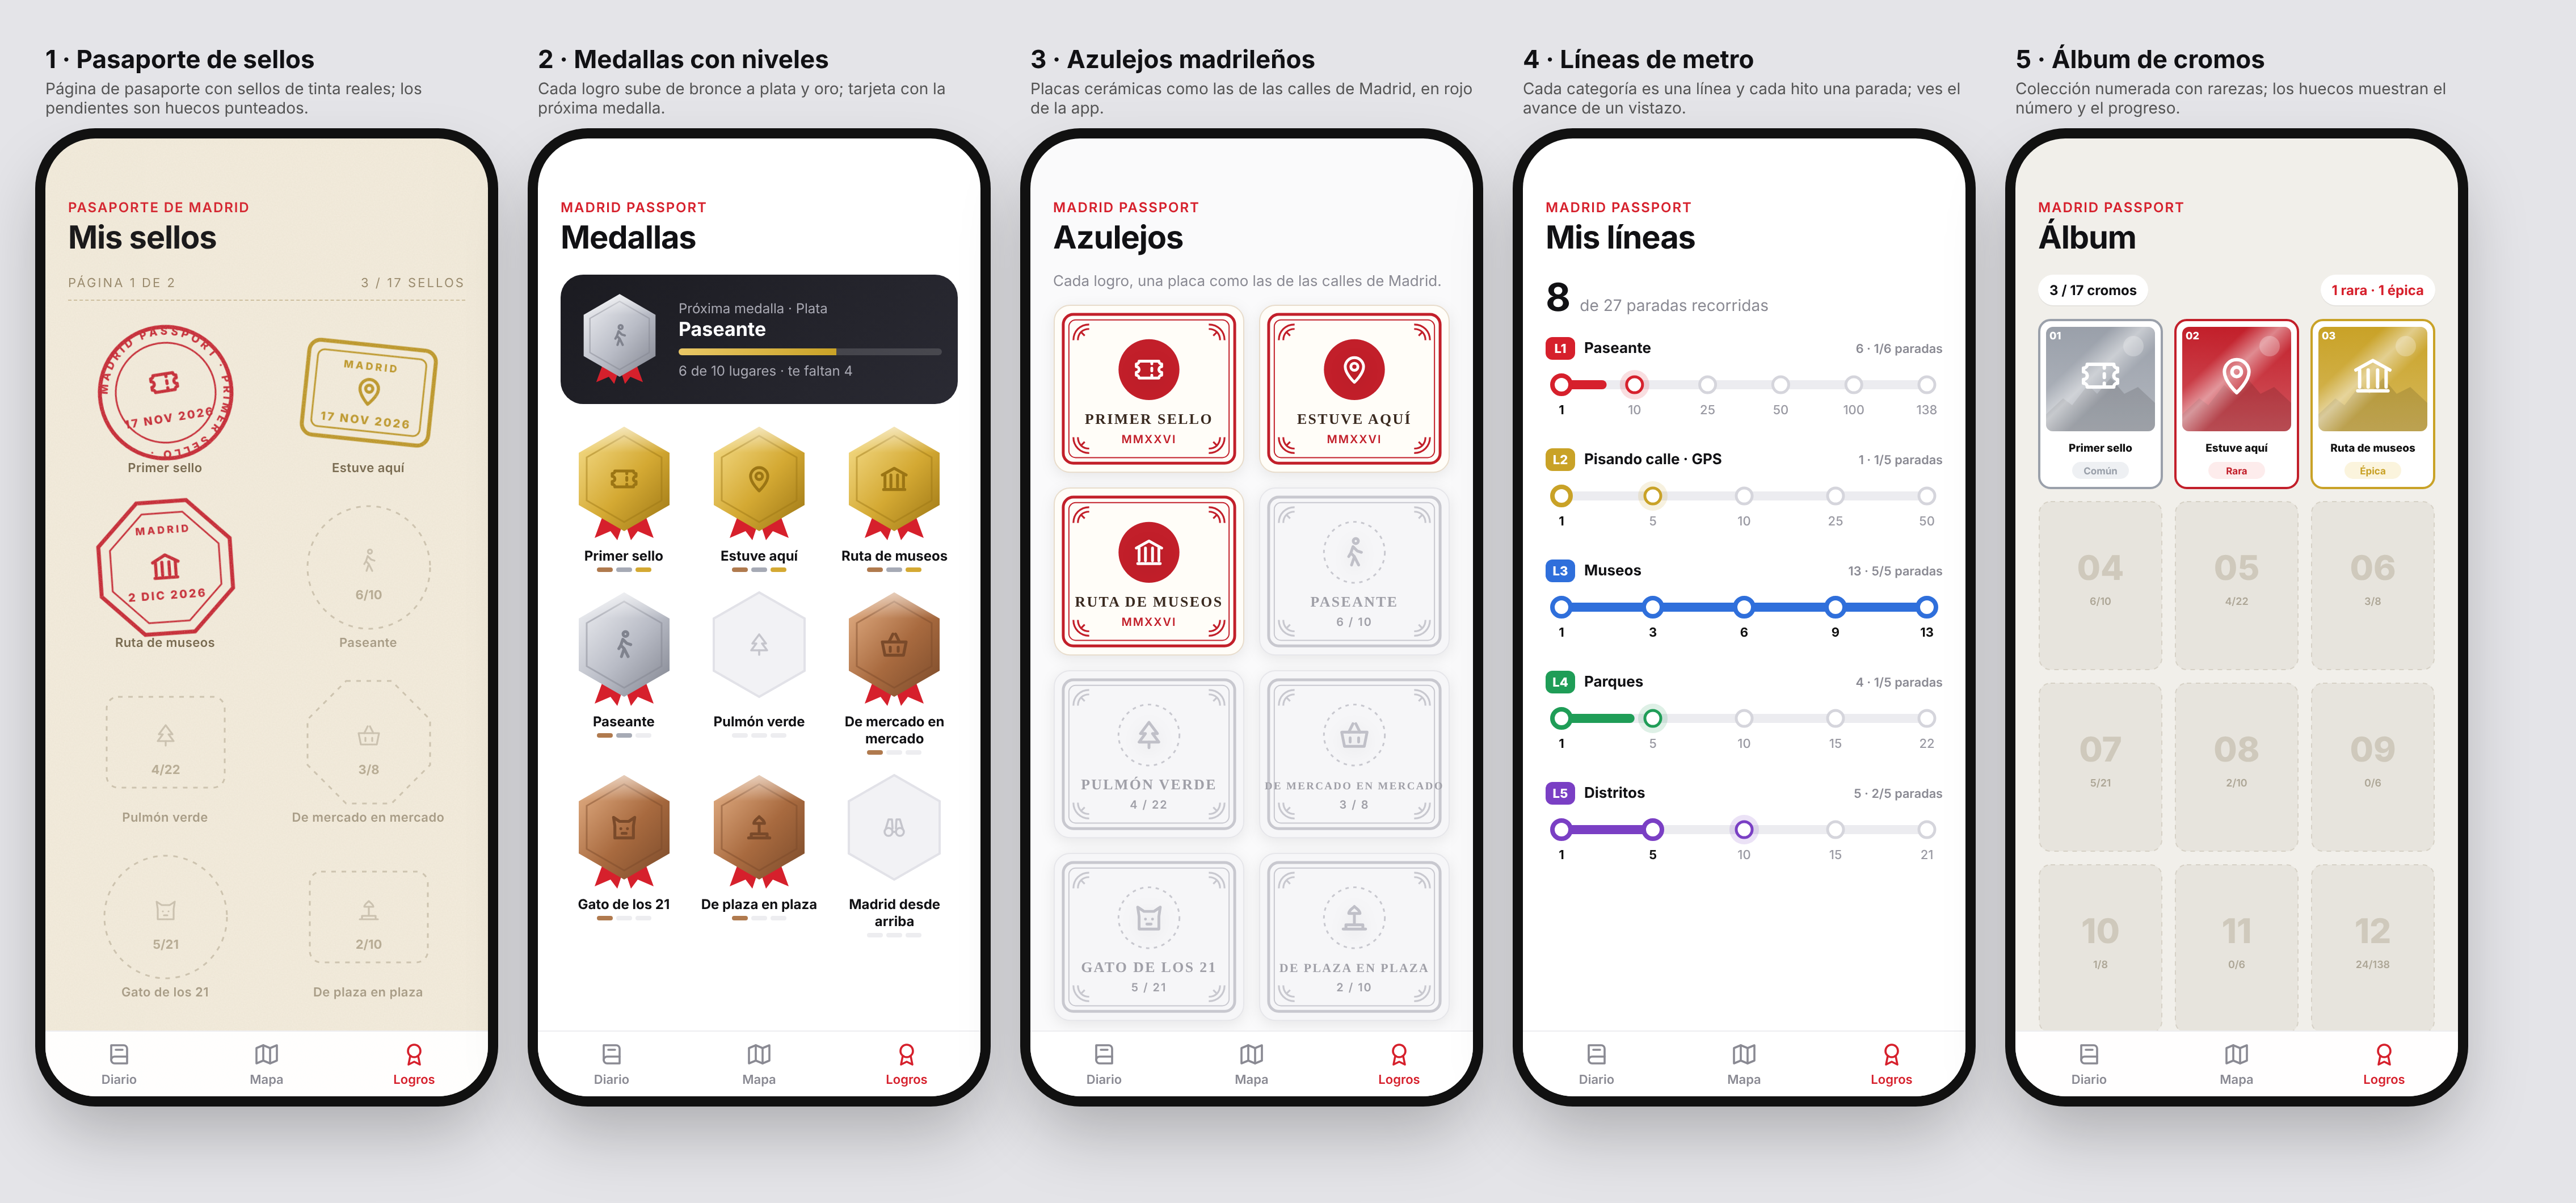 1 · Pasaporte de sellos
Página de pasaporte con sellos de tinta reales; los
pendientes son huecos punteados.
PASAPORTE DE MADRID
Mis sellos
PÁGINA 1 DE 2
3 / 17 SELLOS
MADRID PASSPORT · PRIMER SELLO ·
17 NOV 2026
Primer sello
MADRID
17 NOV 2026
Estuve aquí
MADRID
2 DIC 2026
Ruta de museos
6/10
Paseante
4/22
Pulmón verde
3/8
De mercado en mercado
5/21
Gato de los 21
2/10
De plaza en plaza
Diario
Mapa
Logros
2 · Medallas con niveles
Cada logro sube de bronce a plata y oro; tarjeta con la
próxima medalla.
MADRID PASSPORT
Medallas
Próxima medalla · Plata
Paseante
6 de 10 lugares · te faltan 4
Primer sello
Estuve aquí
Ruta de museos
Paseante
Pulmón verde
De mercado en
mercado
Gato de los 21
De plaza en plaza
Madrid desde
arriba
Diario
Mapa
Logros
3 · Azulejos madrileños
Placas cerámicas como las de las calles de Madrid, en rojo
de la app.
MADRID PASSPORT
Azulejos
Cada logro, una placa como las de las calles de Madrid.
PRIMER SELLO
MMXXVI
ESTUVE AQUÍ
MMXXVI
RUTA DE MUSEOS
MMXXVI
PASEANTE
6 / 10
PULMÓN VERDE
4 / 22
DE MERCADO EN MERCADO
3 / 8
GATO DE LOS 21
5 / 21
DE PLAZA EN PLAZA
2 / 10
Diario
Mapa
Logros
4 · Líneas de metro
Cada categoría es una línea y cada hito una parada; ves el
avance de un vistazo.
MADRID PASSPORT
Mis líneas
8 de 27 paradas recorridas
L1 Paseante 6 · 1/6 paradas
1 10 25 50 100 138
L2 Pisando calle · GPS 1 · 1/5 paradas
1 5 10 25 50
L3 Museos 13 · 5/5 paradas
1 3 6 9 13
L4 Parques 4 · 1/5 paradas
1 5 10 15 22
L5 Distritos 5 · 2/5 paradas
1 5 10 15 21
Diario
Mapa
Logros
5 · Álbum de cromos
Colección numerada con rarezas; los huecos muestran el
número y el progreso.
MADRID PASSPORT
Álbum
3 / 17 cromos
1 rara · 1 épica
01
Primer sello
Común
02
Estuve aquí
Rara
03
Ruta de museos
Épica
04
6/10
05
4/22
06
3/8
07
5/21
08
2/10
09
0/6
10
1/8
11
0/6
12
24/138
Diario
Mapa
Logros